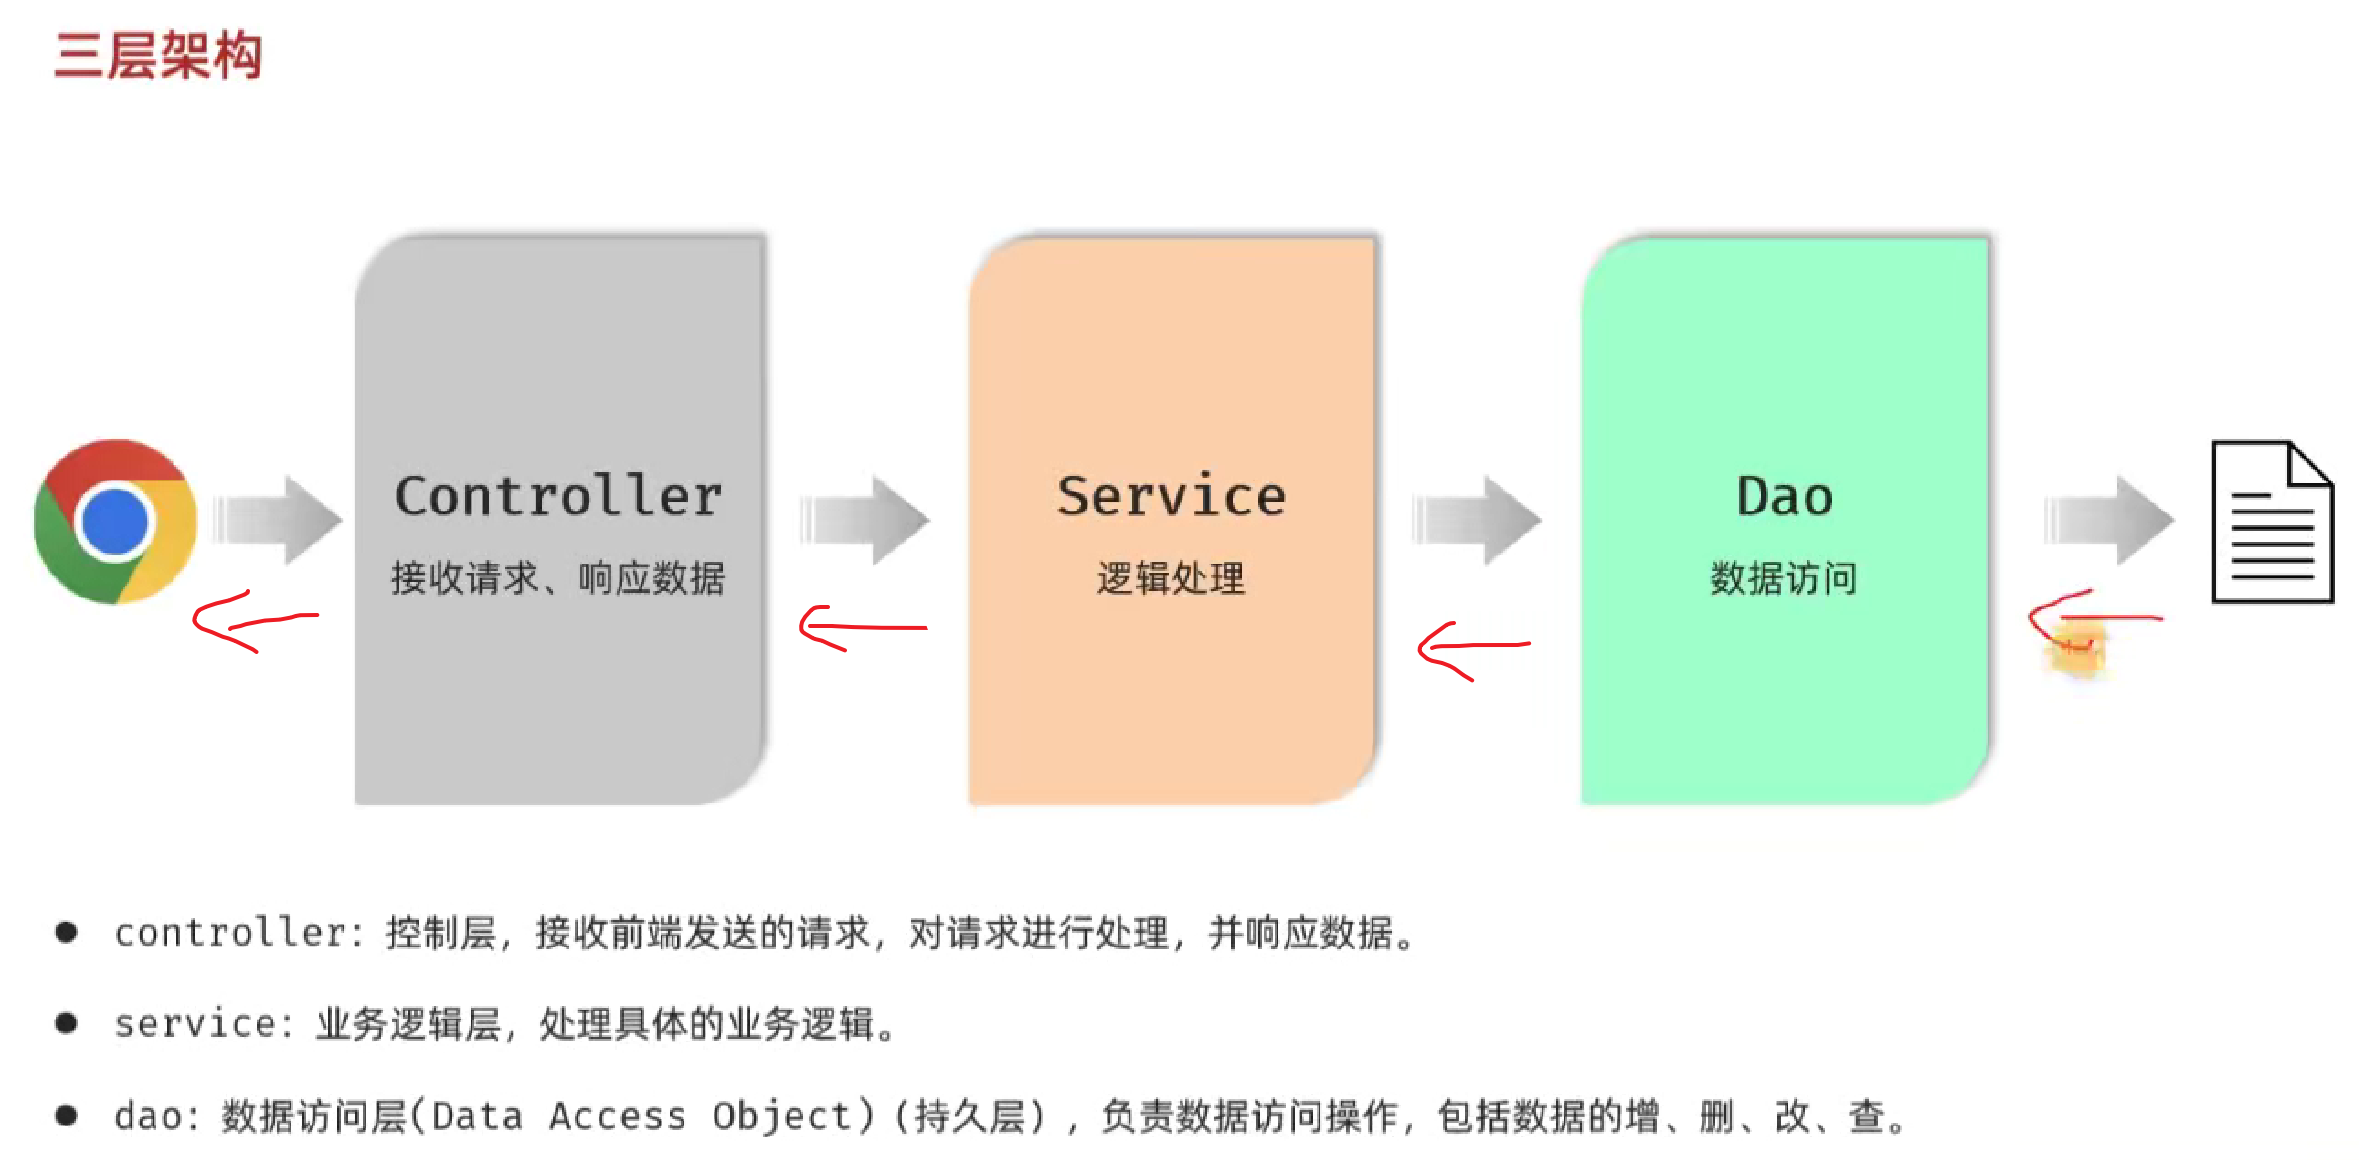 三层架构
Controller
接收请求、响应数据
Service
逻辑处理
Dao
数据访问
controller: 控制层，接收前端发送的请求，对请求进行处理，并响应数据。
service: 业务逻辑层，处理具体的业务逻辑。
dao: 数据访问层(Data Access Object)(持久层)，负责数据访问操作，包括数据的增、删、改、查。